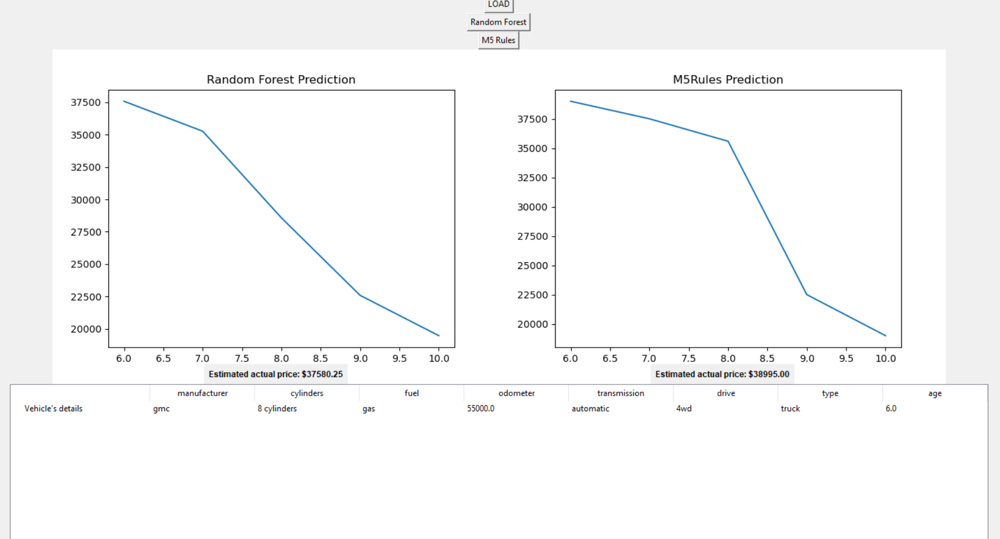 LOAD
Random Forest
M5 Rules
Random Forest Prediction
37500
35000
32500
30000
27500
25000
22500
20000
6.0 6.5 7.0 7.5 8.0 8.5 9.0 9.5 10.0
Estimated actual price: $37580.25
M5Rules Prediction
37500
35000
32500
30000
27500
25000
22500
20000
6.0 6.5 7.0 7.5 8.0 8.5 9.0 9.5 10.0
Estimated actual price: $38995.00
manufacturer cylinders fuel odometer transmission drive type age
Vehicle's details gmc 8 cylinders gas 55000.0 automatic 4wd truck 6.0